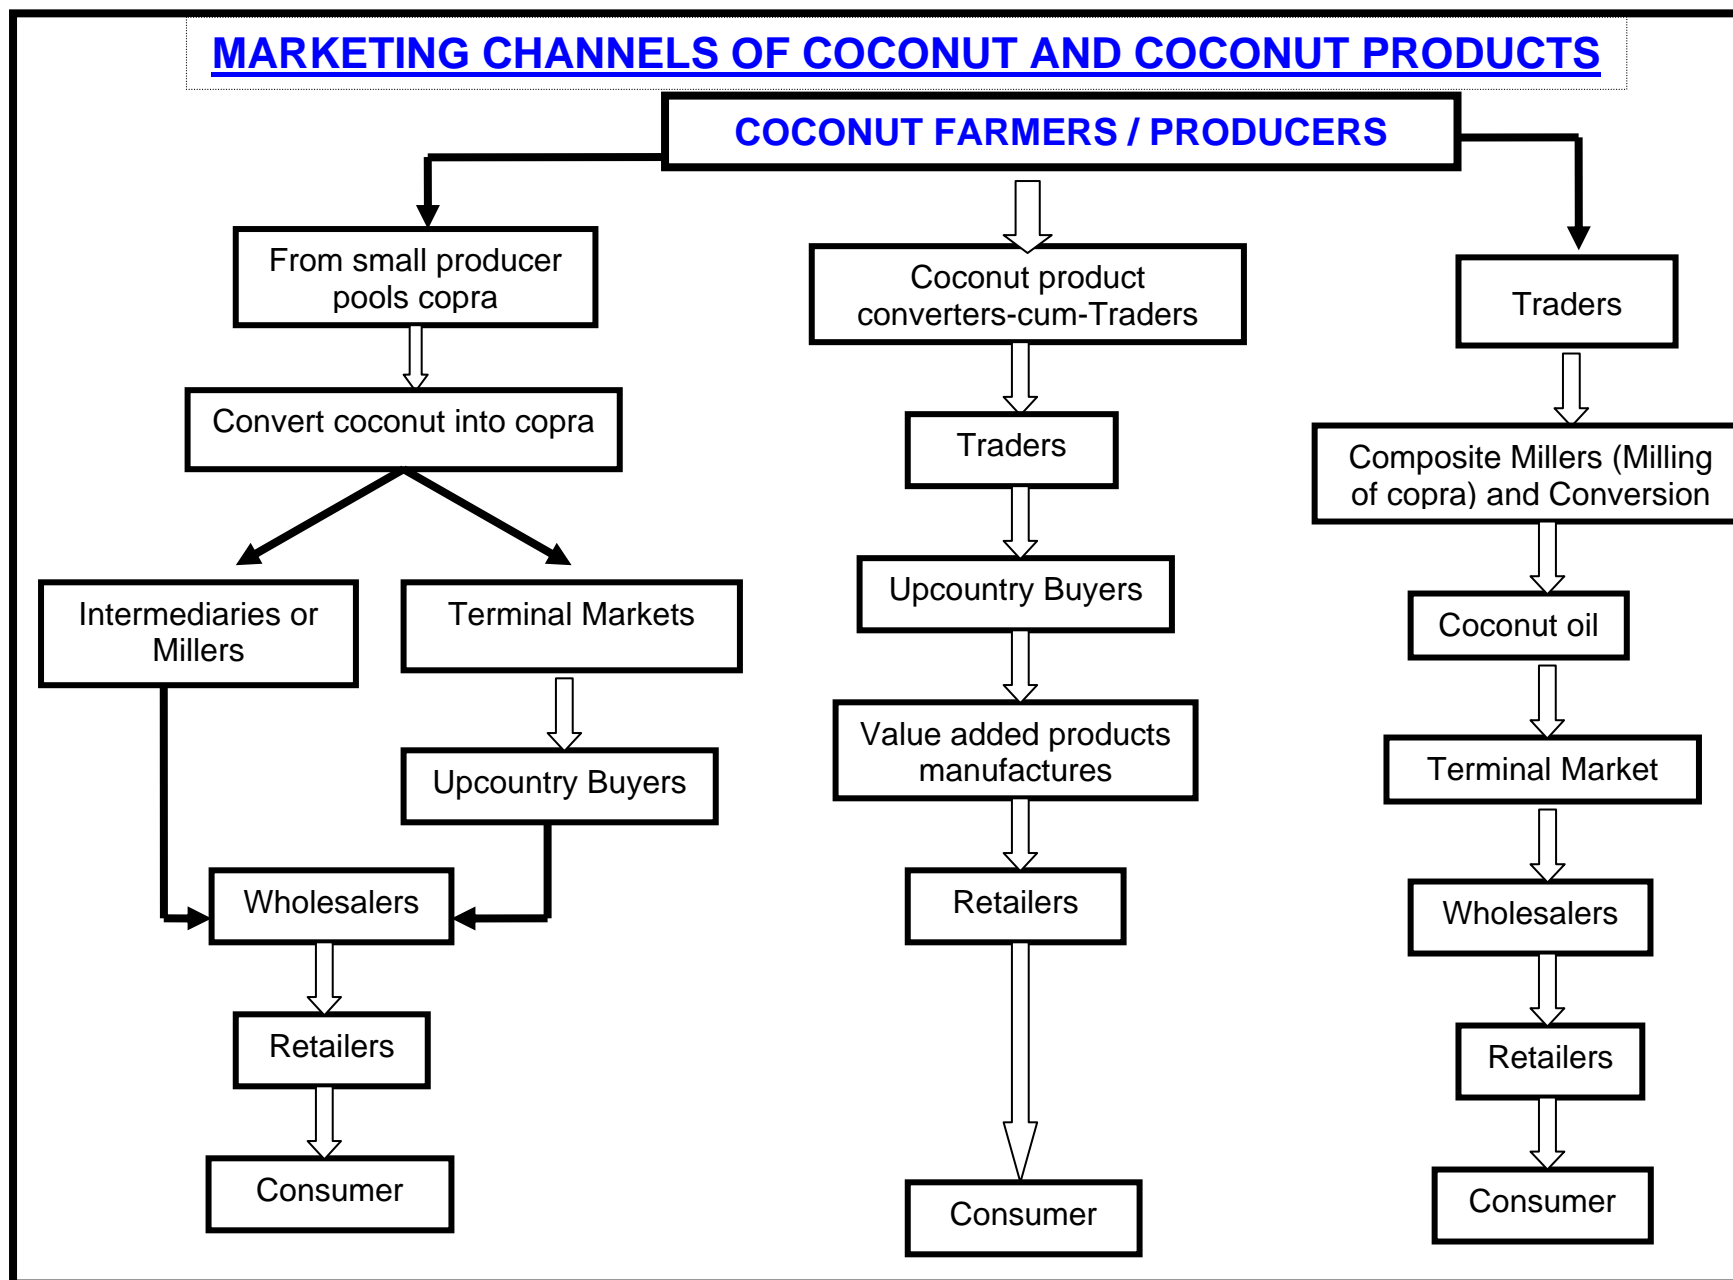 MARKETING CHANNELS OF COCONUT AND COCONUT PRODUCTS
COCONUT FARMERS / PRODUCERS
From small producer
pools copra
Convert coconut into copra
Intermediaries or
Millers
Terminal Markets
Upcountry Buyers
Wholesalers
Retailers
Consumer
Coconut product
converters-cum-Traders
Traders
Upcountry Buyers
Value added products
manufactures
Retailers
Consumer
Traders
Composite Millers (Milling
of copra) and Conversion
Coconut oil
Terminal Market
Wholesalers
Retailers
Consumer